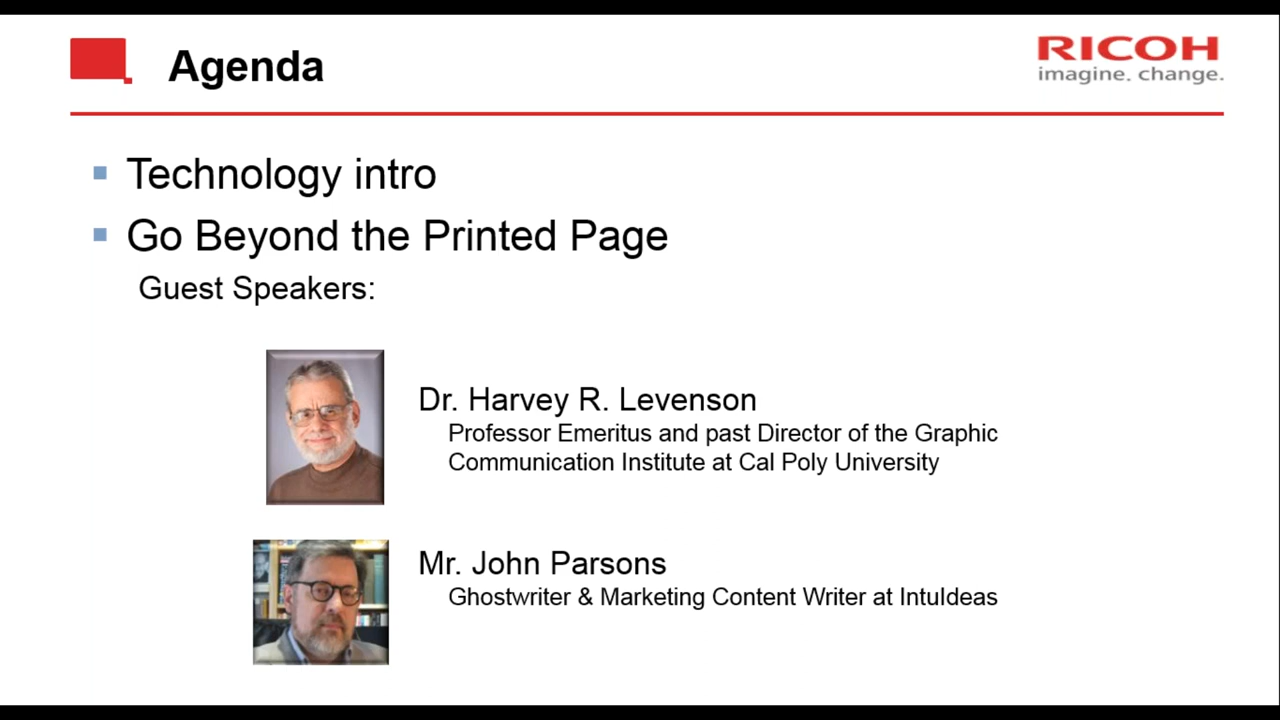 Agenda
RICOH
imagine. change.
Technology intro
Go Beyond the Printed Page
Guest Speakers:
Dr. Harvey R. Levenson
Professor Emeritus and past Director of the Graphic
Communication Institute at Cal Poly University
Mr. John Parsons
Ghostwriter & Marketing Content Writer at IntuIdeas